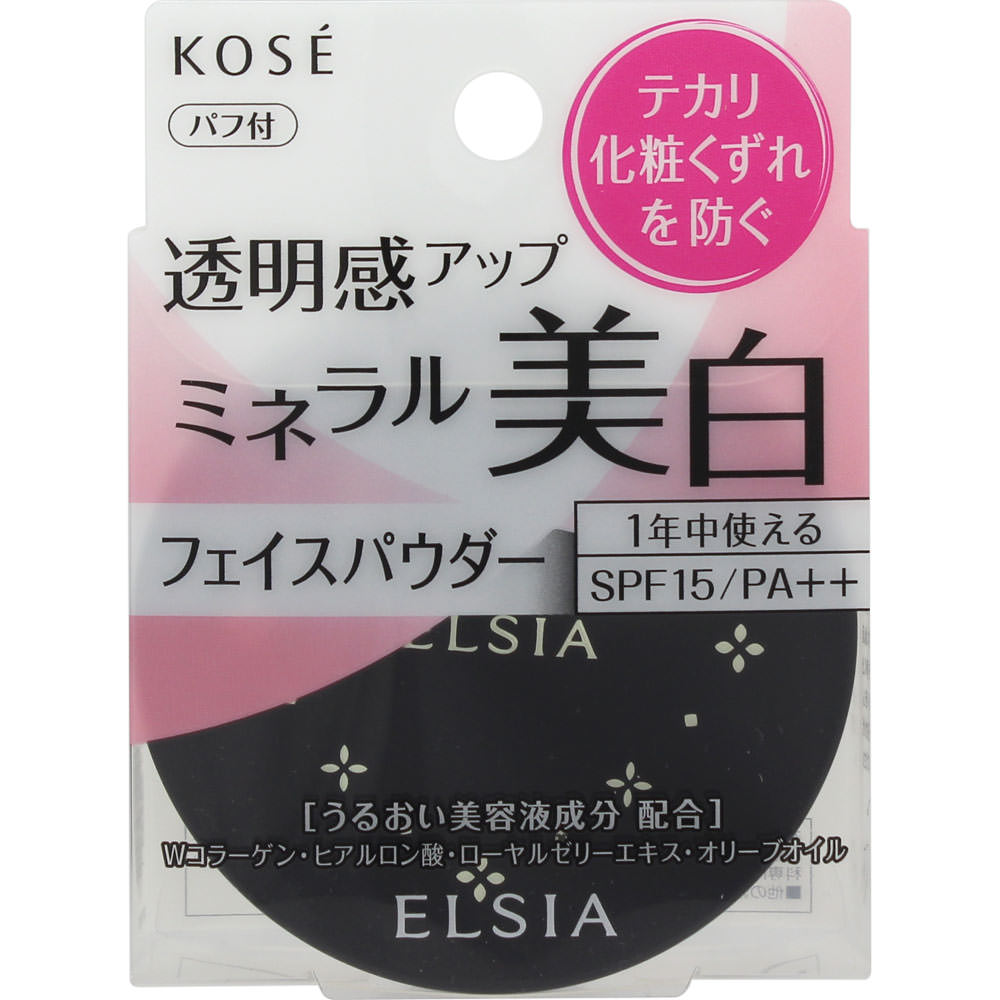 KOSÉ
パフ付
テカリ
化粧くずれ
を防ぐ
透明感アップ
ミネラル美白
フェイスパウダー
1年中使える
SPF15/PA++
ELSIA
[うるおい美容液成分 配合]
Wコラーゲン・ヒアルロン酸・ローヤルゼリーエキス・オリーブオイル
ELSIA